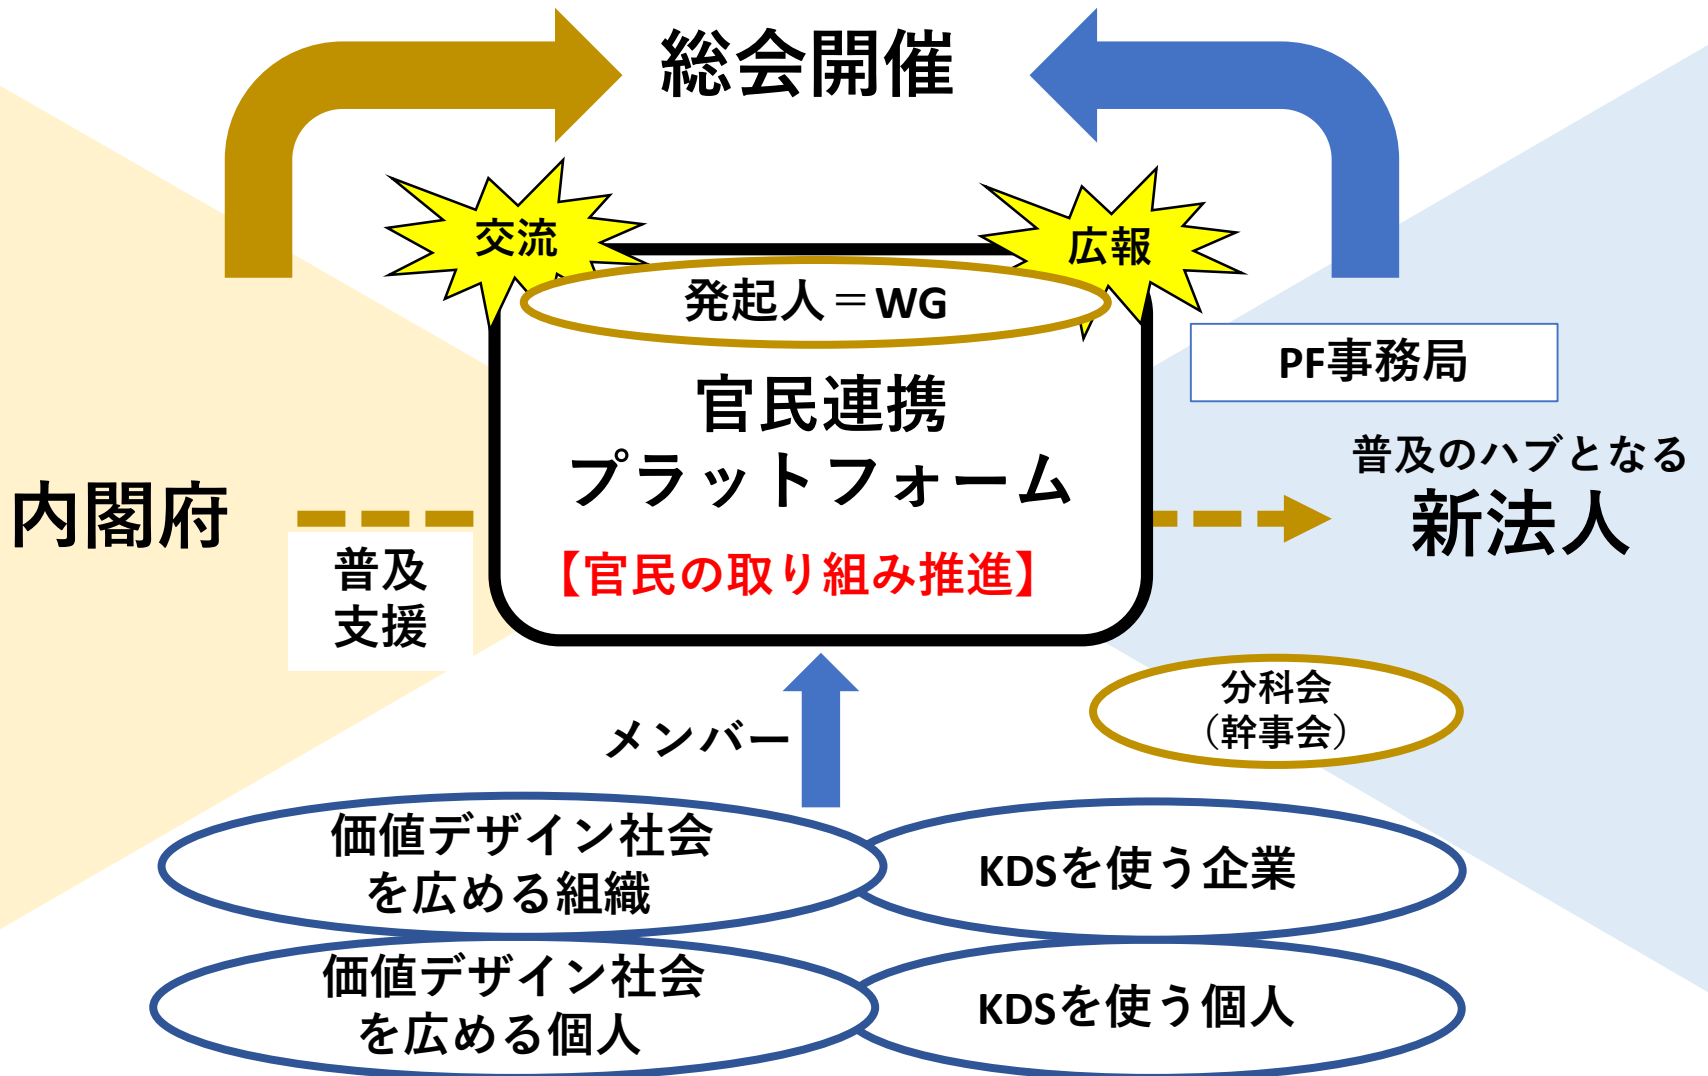 総会開催
交流
広報
発起人＝WG
官民連携
プラットフォーム
【官民の取り組み推進】
PF事務局
普及のハブとなる
新法人
内閣府
普及
支援
分科会
（幹事会）
メンバー
価値デザイン社会
を広める組織
KDSを使う企業
価値デザイン社会
を広める個人
KDSを使う個人